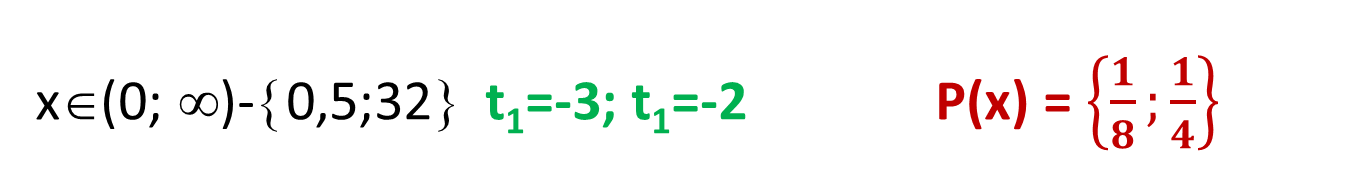 x∈(0; ∞)-{0,5;32} t₁=-3; t₁=-2 P(x) = {1/8 ; 1/4}